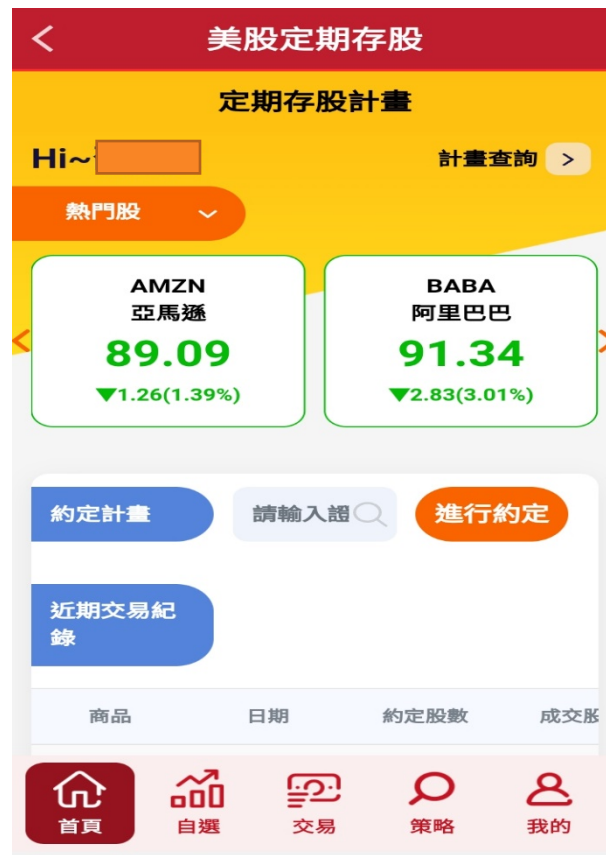 美股定期存股
定期存股計畫
Hi~
計畫查詢 >
熱門股
AMZN
亞馬遜
89.09
▼1.26(1.39%)
BABA
阿里巴巴
91.34
▼2.83(3.01%)
約定計畫
請輸入證
進行約定
近期交易紀
錄
商品 日期 約定股數 成交股
首頁 自選 交易 策略 我的